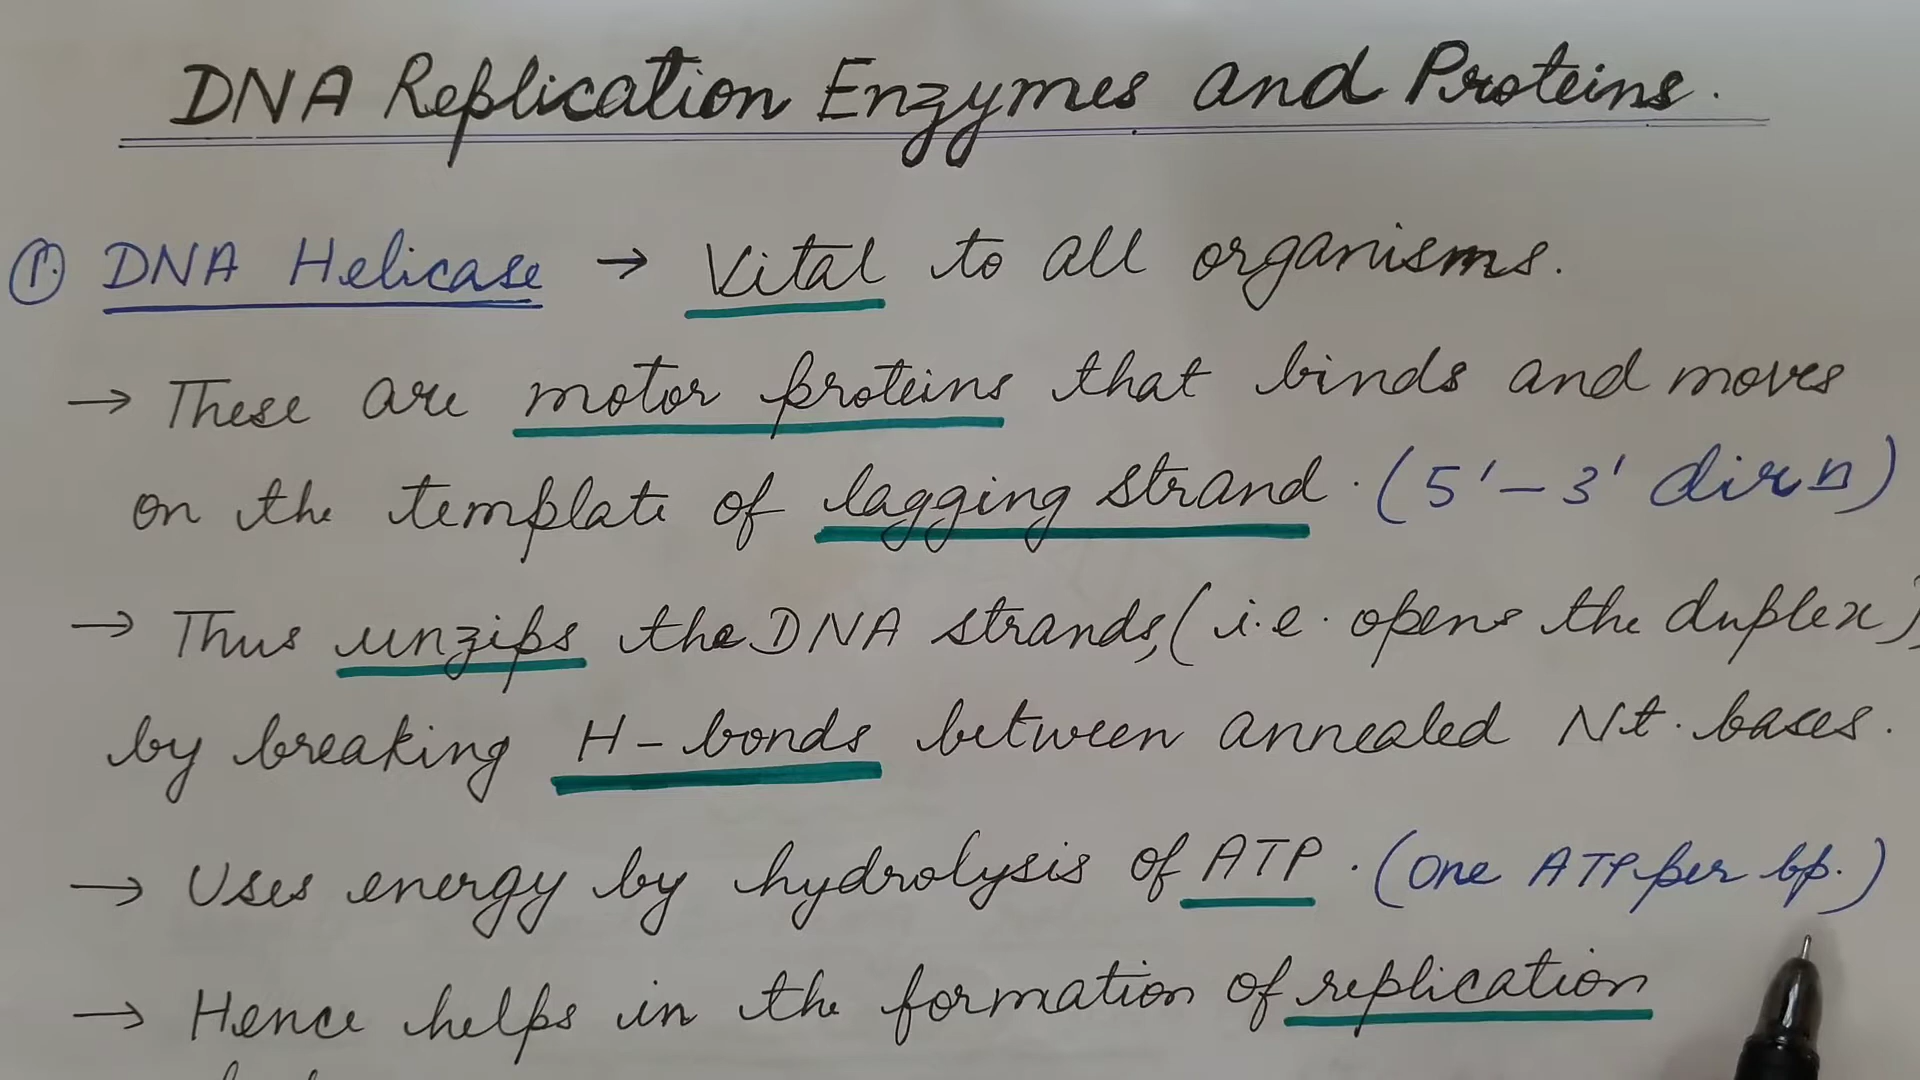 DNA Replication Enzymes and Proteins.
① DNA Helicase → Vital to all organisms.
→ These are motor proteins that binds and moves
on the template of lagging strand. (5'-3' dirn)
→ Thus unzips the DNA strands, (i.e. opens the duplex)
by breaking H-bonds between annealed Nt. bases.
→ Uses energy by hydrolysis of ATP. (One ATP per bp.)
→ Hence helps in the formation of replication